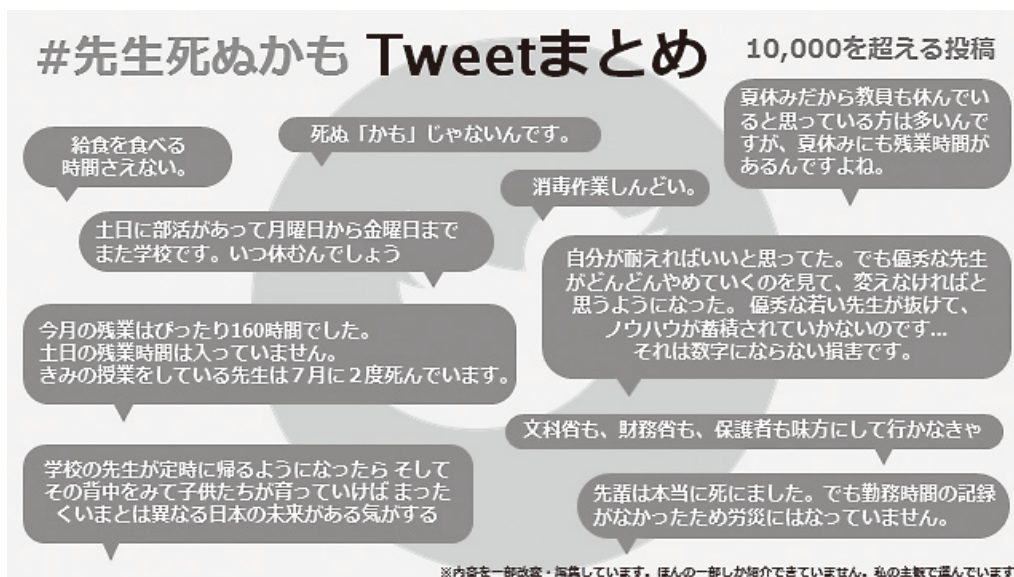 #先生死ぬかも Tweetまとめ
10,000を超える投稿
給食を食べる
時間さえない。
死ぬ「かも」じゃないんです。
夏休みだから教員も休んでい
ると思っている方は多いんで
すが、夏休みにも残業時間が
あるんですよね。
消毒作業しんどい。
土日に部活があって月曜日から金曜日まで
また学校です。いつ休むんでしょう
自分が耐えればいいと思ってた。でも優秀な先生
がどんどんやめていくのを見て、変えなければと
思うようになった。優秀な若い先生が抜けて、
ノウハウが蓄積されていかないのです...
それは数字にならない損害です。
今月の残業はぴったり160時間でした。
土日の残業時間は入っていません。
きみの授業をしている先生は7月に2度死んでいます。
文科省も、財務省も、保護者も味方にして行かなきゃ
学校の先生が定時に帰るようになったら そして
その背中をみて子供たちが育っていけば まった
くいまとは異なる日本の未来がある気がする
先輩は本当に死にました。でも勤務時間の記録
がなかったため労災にはなっていません。
※内容を一部改変・編集しています。ほんの一部しか紹介できていません。私の主観で選んでいます